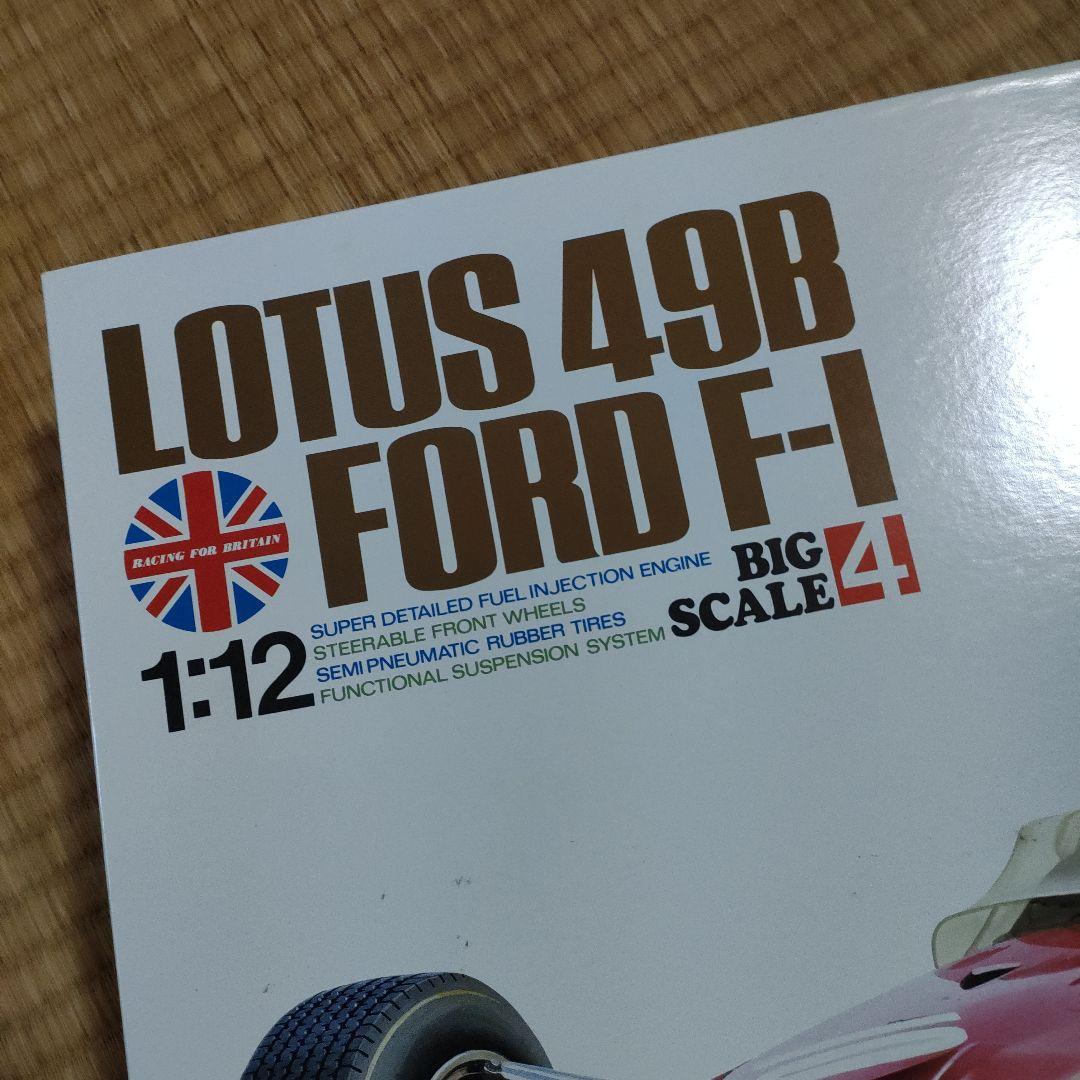 LOTUS 49B
FORD F-1
RACING FOR BRITAIN
1:12
SUPER DETAILED FUEL INJECTION ENGINE
STEERABLE FRONT WHEELS
SEMI PNEUMATIC RUBBER TIRES
FUNCTIONAL SUSPENSION SYSTEM
BIG
SCALE 4